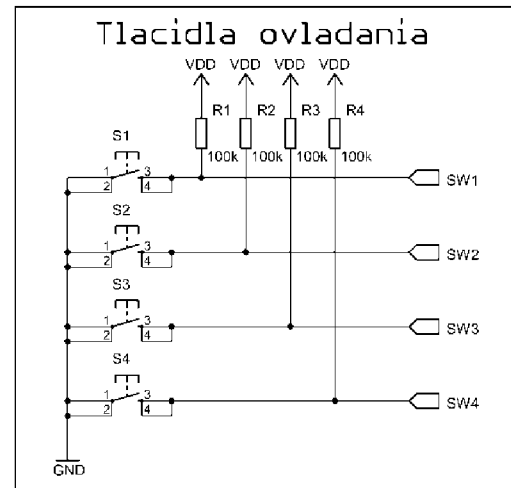 Tlacidla ovladania
VDD VDD VDD VDD
R1 R2 R3 R4
100k 100k 100k 100k
S1
1 3
2 4
SW1
S2
1 3
2 4
SW2
S3
1 3
2 4
SW3
S4
1 3
2 4
SW4
GND